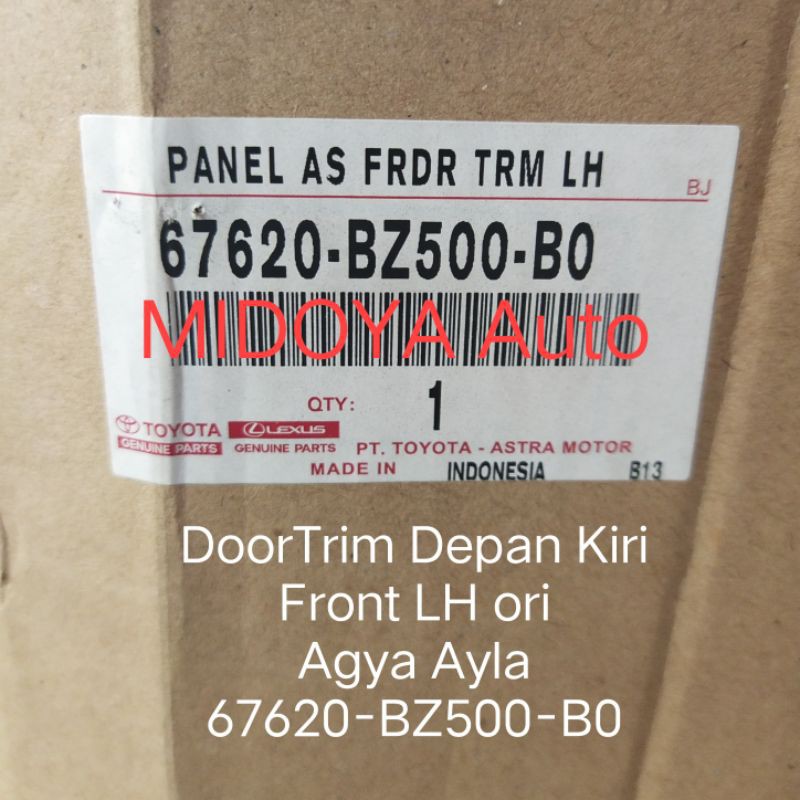 PANEL AS FRDR TRM LH
BJ
67620-BZ500-B0
MIDOYA Auto
QTY: 1
TOYOTA LEXUS
GENUINE PARTS GENUINE PARTS PT. TOYOTA - ASTRA MOTOR
MADE IN INDONESIA B13
DoorTrim Depan Kiri
Front LH ori
Agya Ayla
67620-BZ500-B0